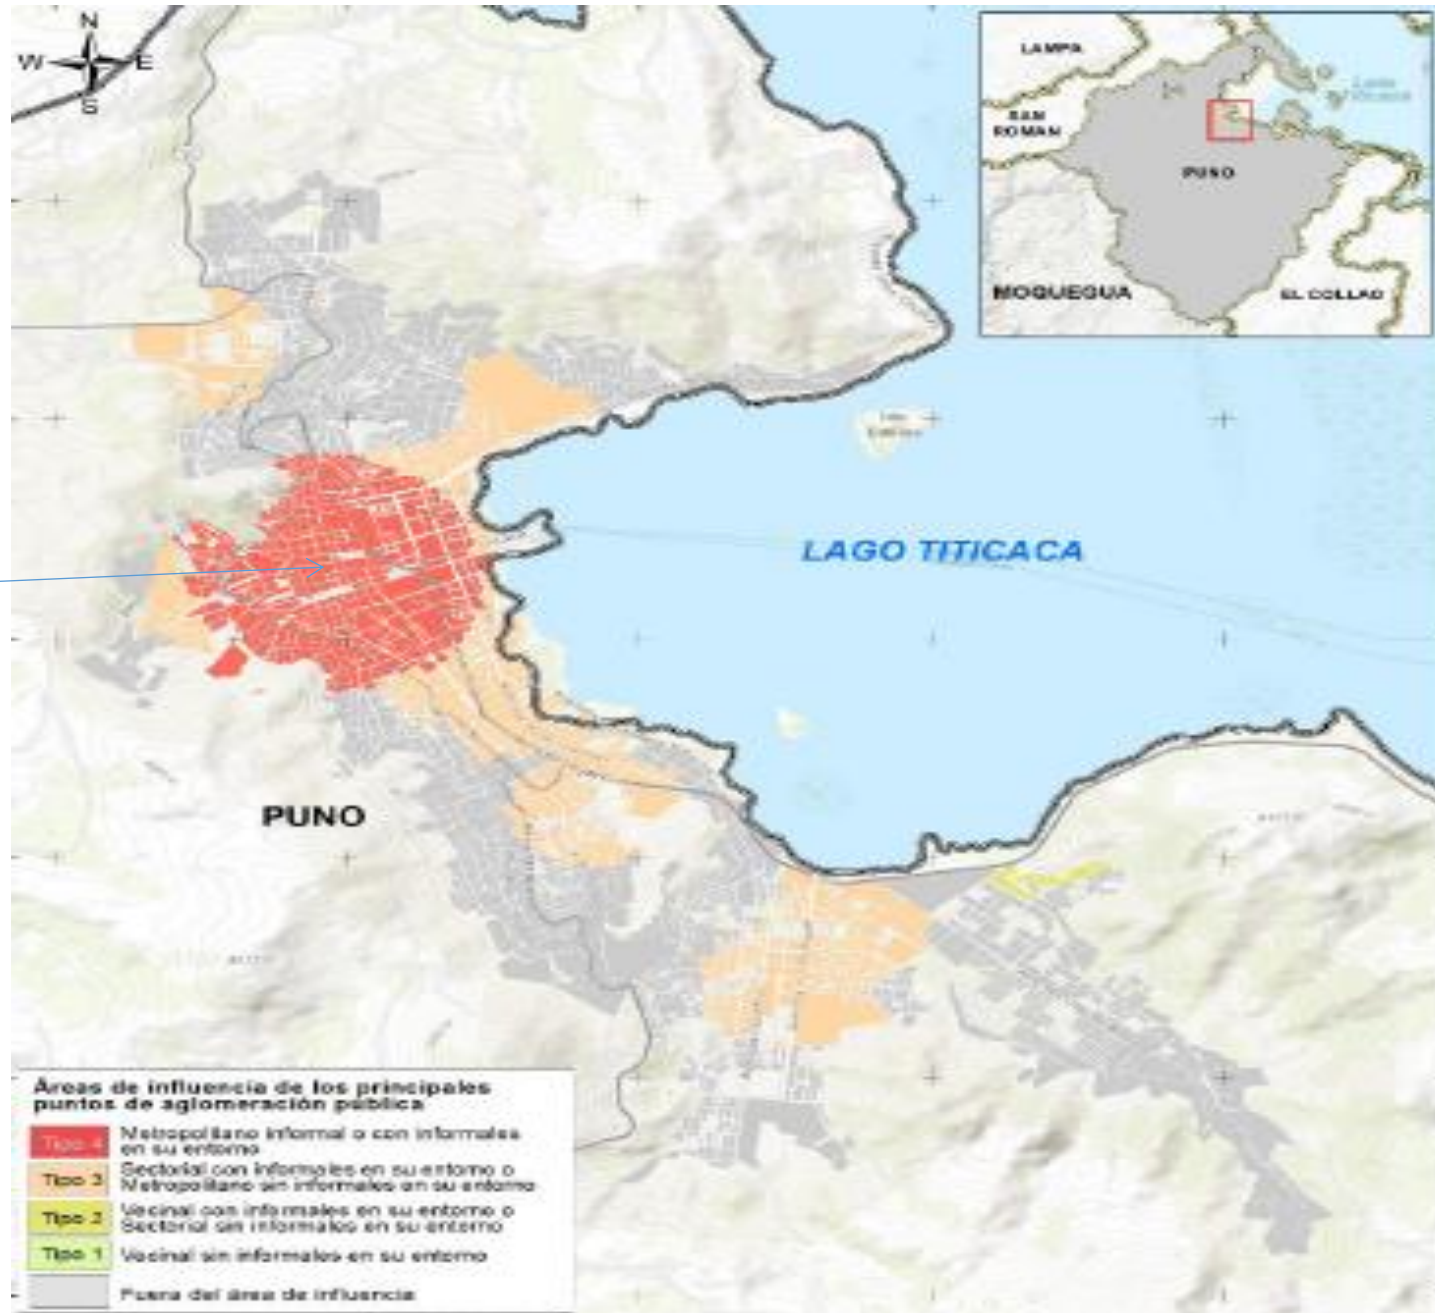 N
W E
S
LAMPA
SAN
ROMAN
PUNO
MOQUEGUA
EL COLLAO
LAGO TITICACA
PUNO
Áreas de influencia de los principales
puntos de aglomeración pública
Tipo 4 Metropolitano informal o con informales
en su entorno
Tipo 3 Sectorial con informales en su entorno o
Metropolitano sin informales en su entorno
Tipo 2 Vecinal con informales en su entorno o
Sectorial sin informales en su entorno
Tipo 1 Vecinal sin informales en su entorno
Fuera del área de influencia